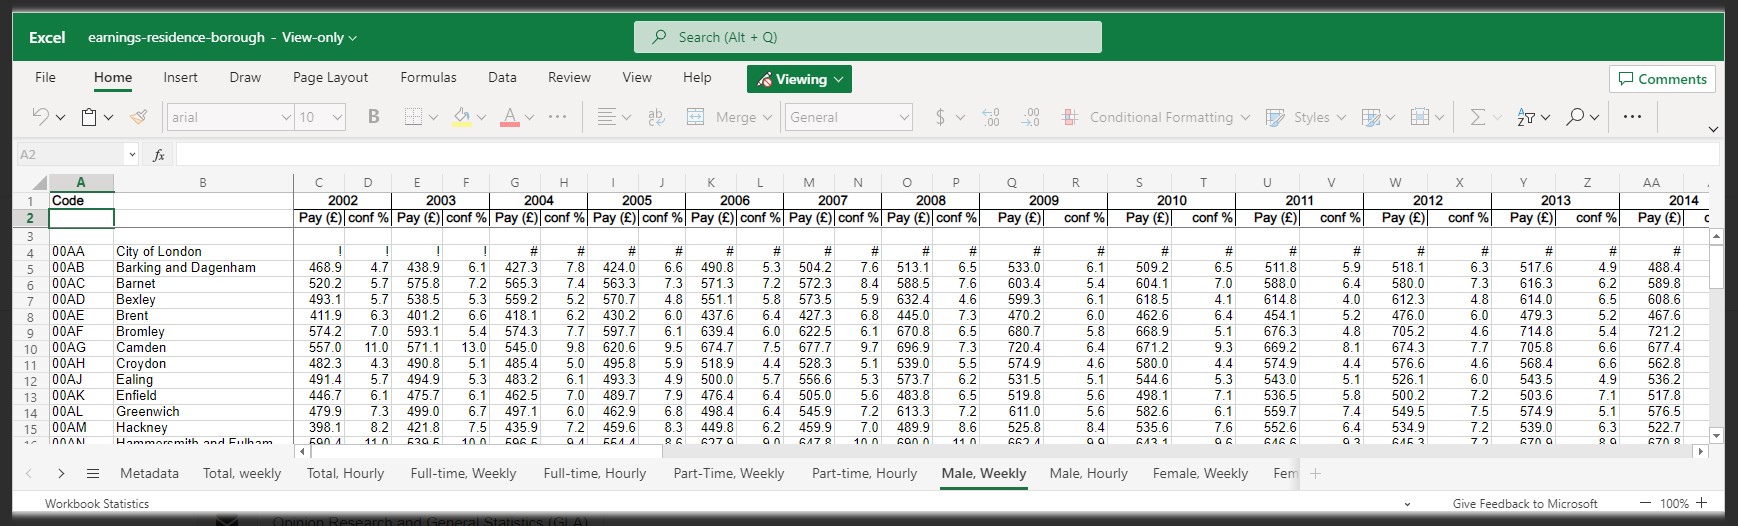 Excel earnings-residence-borough - View-only Search (Alt + Q)
File Home Insert Draw Page Layout Formulas Data Review View Help Viewing Comments
arial 10 B A ab Merge General $ .00 .00 Conditional Formatting Styles
A2 fx
A B C D E F G H I J K L M N O P Q R S T U V W X Y Z AA
1 Code 2002 2003 2004 2005 2006 2007 2008 2009 2010 2011 2012 2013 2014
2 Pay (£) conf % Pay (£) conf % Pay (£) conf % Pay (£) conf % Pay (£) conf % Pay (£) conf % Pay (£) conf % Pay (£) conf % Pay (£) conf % Pay (£) conf % Pay (£) conf % Pay (£) conf % Pay (£)
3
4 00AA City of London ! ! ! ! # # # # # # # # # # # # # # # # # # # # #
5 00AB Barking and Dagenham 468.9 4.7 438.9 6.1 427.3 7.8 424.0 6.6 490.8 5.3 504.2 7.6 513.1 6.5 533.0 6.1 509.2 6.5 511.8 5.9 518.1 6.3 517.6 4.9 488.4
6 00AC Barnet 520.2 5.7 575.8 7.2 565.3 7.4 563.3 7.3 571.3 7.2 572.3 8.4 588.5 7.6 603.4 5.4 604.1 7.0 588.0 6.4 580.0 7.3 616.3 6.2 589.8
7 00AD Bexley 493.1 5.7 538.5 5.3 559.2 5.2 570.7 4.8 551.1 5.8 573.5 5.9 632.4 4.6 599.3 6.1 618.5 4.1 614.8 4.0 612.3 4.8 614.0 6.5 608.6
8 00AE Brent 411.9 6.3 401.2 6.6 418.1 6.2 430.2 6.0 437.6 6.4 427.3 6.8 445.0 7.3 470.2 6.0 462.6 6.4 454.1 5.2 476.0 6.0 479.3 5.2 467.6
9 00AF Bromley 574.2 7.0 593.1 5.4 574.3 7.7 597.7 6.1 639.4 6.0 622.5 6.1 670.8 6.5 680.7 5.8 668.9 5.1 676.3 4.8 705.2 4.6 714.8 5.4 721.2
10 00AG Camden 557.0 11.0 571.1 13.0 545.0 9.8 620.6 9.5 674.7 7.5 677.7 9.7 696.9 7.3 720.4 6.4 671.2 9.3 669.2 8.1 674.3 7.7 705.8 6.6 677.4
11 00AH Croydon 482.3 4.3 490.8 5.1 485.4 5.0 495.8 5.9 518.9 4.4 528.3 5.1 539.0 5.5 574.9 4.6 580.0 4.4 574.9 4.4 576.6 4.6 568.4 6.6 562.8
12 00AJ Ealing 491.4 5.7 494.9 5.3 483.2 6.1 493.3 4.9 500.0 5.7 556.6 5.3 573.7 6.2 531.5 5.1 544.6 5.3 543.0 5.1 526.1 6.0 543.5 4.9 536.2
13 00AK Enfield 446.7 6.1 475.7 6.1 462.5 7.0 489.7 7.9 476.4 6.4 505.0 5.6 483.8 6.5 519.8 5.6 498.1 7.1 536.5 5.8 500.2 7.2 503.6 7.1 517.8
14 00AL Greenwich 479.9 7.3 499.0 6.7 497.1 6.0 462.9 6.8 498.4 6.4 545.9 7.2 613.3 7.2 611.0 5.6 582.6 6.1 559.7 7.4 549.5 7.5 574.9 5.1 576.5
15 00AM Hackney 398.1 8.2 421.8 7.5 435.9 7.2 459.6 8.3 449.8 6.2 459.9 7.0 489.9 8.6 525.8 8.4 535.6 7.6 552.6 6.4 534.9 7.2 539.0 6.3 522.7
00AN Hammersmith and Fulham
Metadata Total, weekly Total, Hourly Full-time, Weekly Full-time, Hourly Part-Time, Weekly Part-time, Hourly Male, Weekly Male, Hourly Female, Weekly Fem
Workbook Statistics Give Feedback to Microsoft 100%
Opinion Research and General Statistics (GLA)